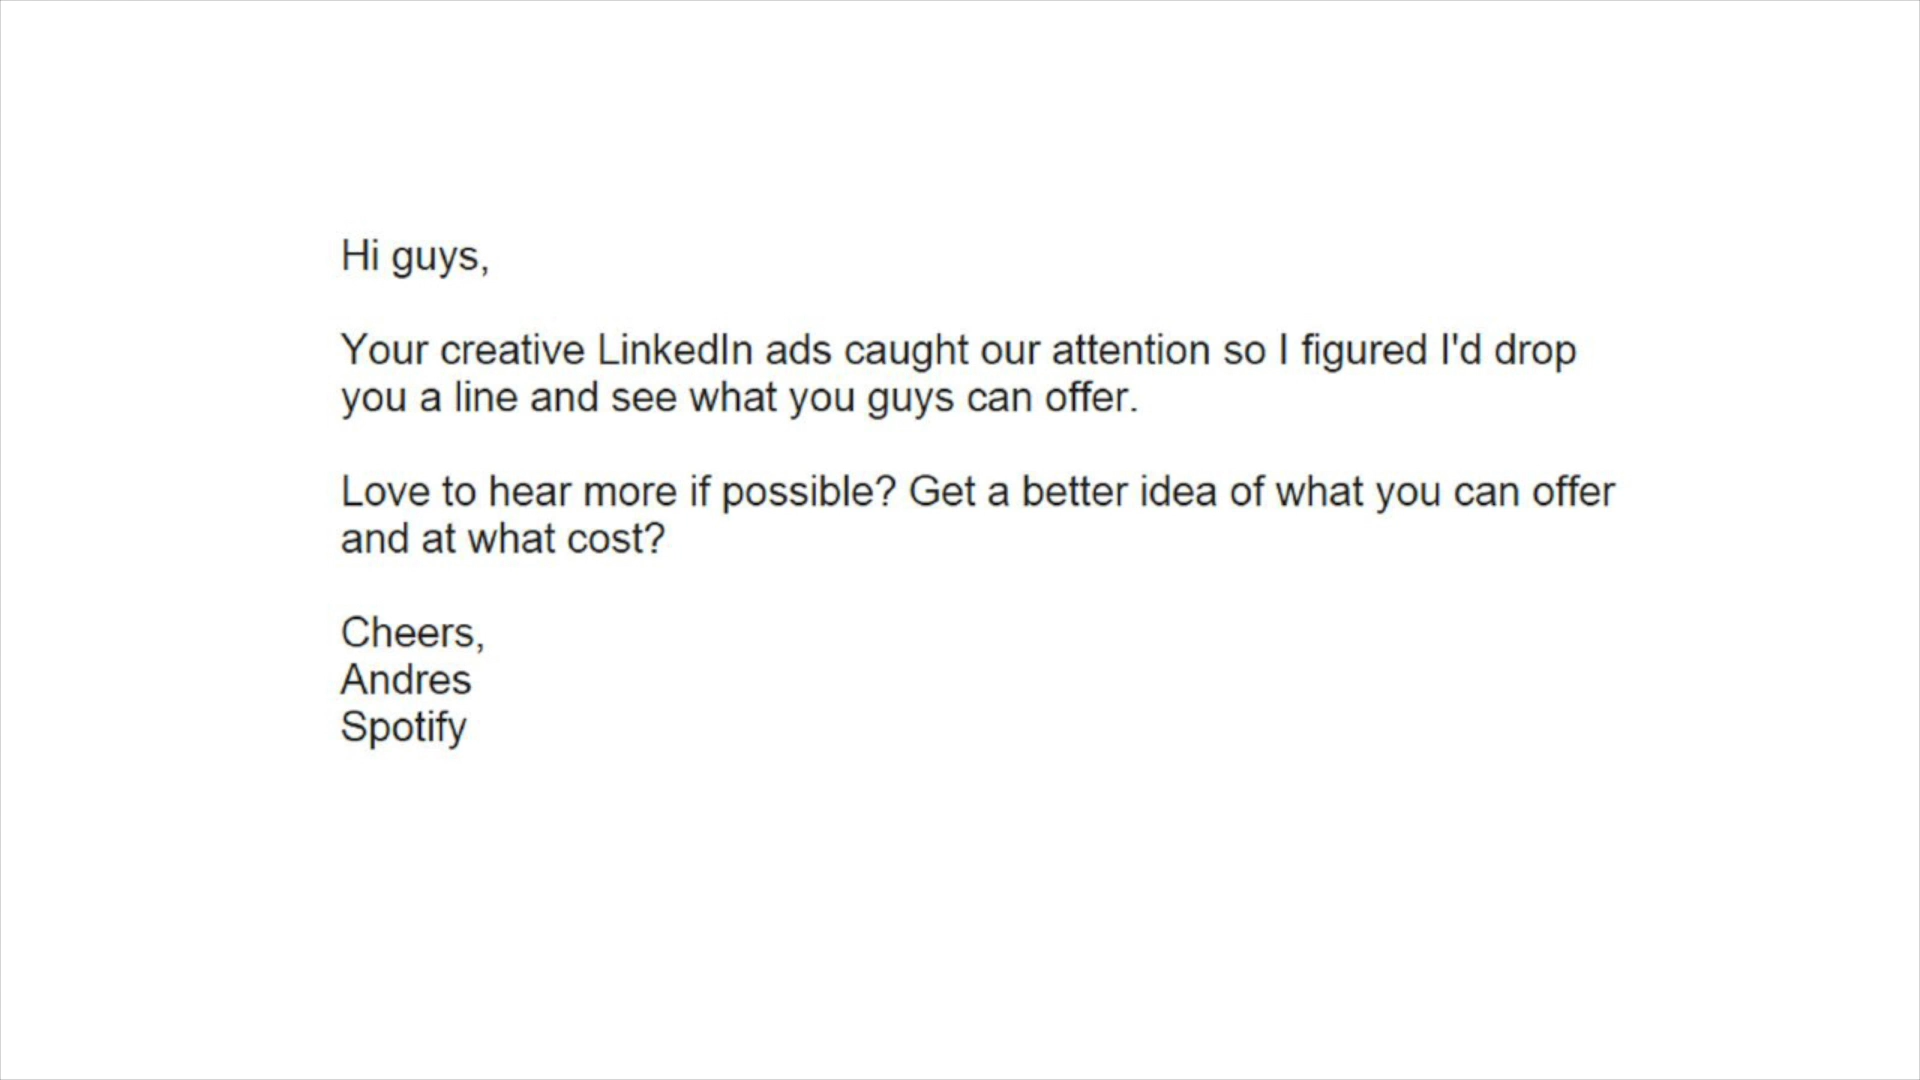 Hi guys,
Your creative LinkedIn ads caught our attention so I figured I'd drop
you a line and see what you guys can offer.
Love to hear more if possible? Get a better idea of what you can offer
and at what cost?
Cheers,
Andres
Spotify